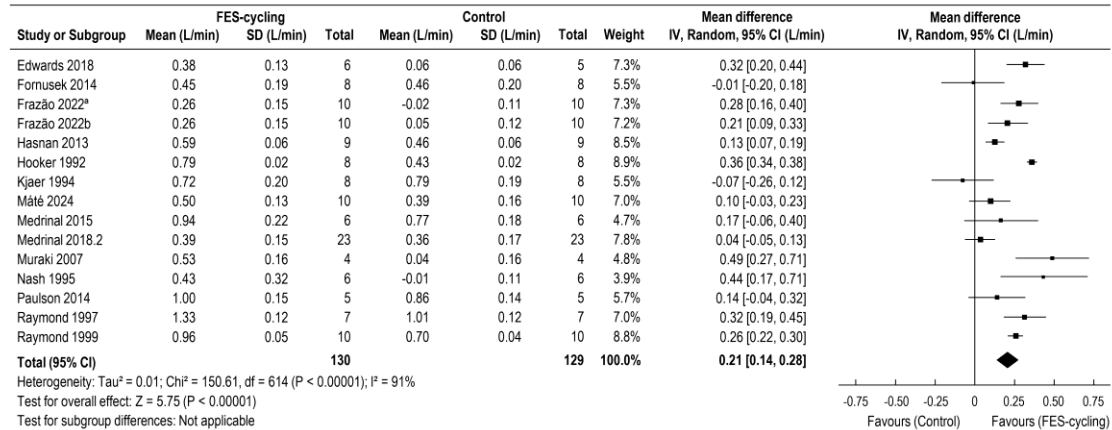 FES-cycling Control Mean difference Mean difference
Study or Subgroup Mean (L/min) SD (L/min) Total Mean (L/min) SD (L/min) Total Weight IV, Random, 95% CI (L/min) IV, Random, 95% CI (L/min)
Edwards 2018 0.38 0.13 6 0.06 0.06 5 7.3% 0.32 [0.20, 0.44]
Fornusek 2014 0.45 0.19 8 0.46 0.20 8 5.5% -0.01 [-0.20, 0.18]
Frazão 2022ª 0.26 0.15 10 -0.02 0.11 10 7.3% 0.28 [0.16, 0.40]
Frazão 2022b 0.26 0.15 10 0.05 0.12 10 7.2% 0.21 [0.09, 0.33]
Hasnan 2013 0.59 0.06 9 0.46 0.06 9 8.5% 0.13 [0.07, 0.19]
Hooker 1992 0.79 0.02 8 0.43 0.02 8 8.9% 0.36 [0.34, 0.38]
Kjaer 1994 0.72 0.20 8 0.79 0.19 8 5.5% -0.07 [-0.26, 0.12]
Máté 2024 0.50 0.13 10 0.39 0.16 10 7.0% 0.10 [-0.03, 0.23]
Medrinal 2015 0.94 0.22 6 0.77 0.18 6 4.7% 0.17 [-0.06, 0.40]
Medrinal 2018.2 0.39 0.15 23 0.36 0.17 23 7.8% 0.04 [-0.05, 0.13]
Muraki 2007 0.53 0.16 4 0.04 0.16 4 4.8% 0.49 [0.27, 0.71]
Nash 1995 0.43 0.32 6 -0.01 0.11 6 3.9% 0.44 [0.17, 0.71]
Paulson 2014 1.00 0.15 5 0.86 0.14 5 5.7% 0.14 [-0.04, 0.32]
Raymond 1997 1.33 0.12 7 1.01 0.12 7 7.1% 0.32 [0.19, 0.45]
Raymond 1999 0.96 0.05 10 0.70 0.04 10 8.8% 0.26 [0.22, 0.30]
Total (95% CI) 130 129 100.0% 0.21 [0.14, 0.28]
Heterogeneity: Tau² = 0.01; Chi² = 150.61, df = 614 (P < 0.00001); I² = 91%
Test for overall effect: Z = 5.75 (P < 0.00001)
Test for subgroup differences: Not applicable
-0.75 -0.5 -0.25 0 0.25 0.5 0.75
Favours (Control) Favours (FES-cycling)